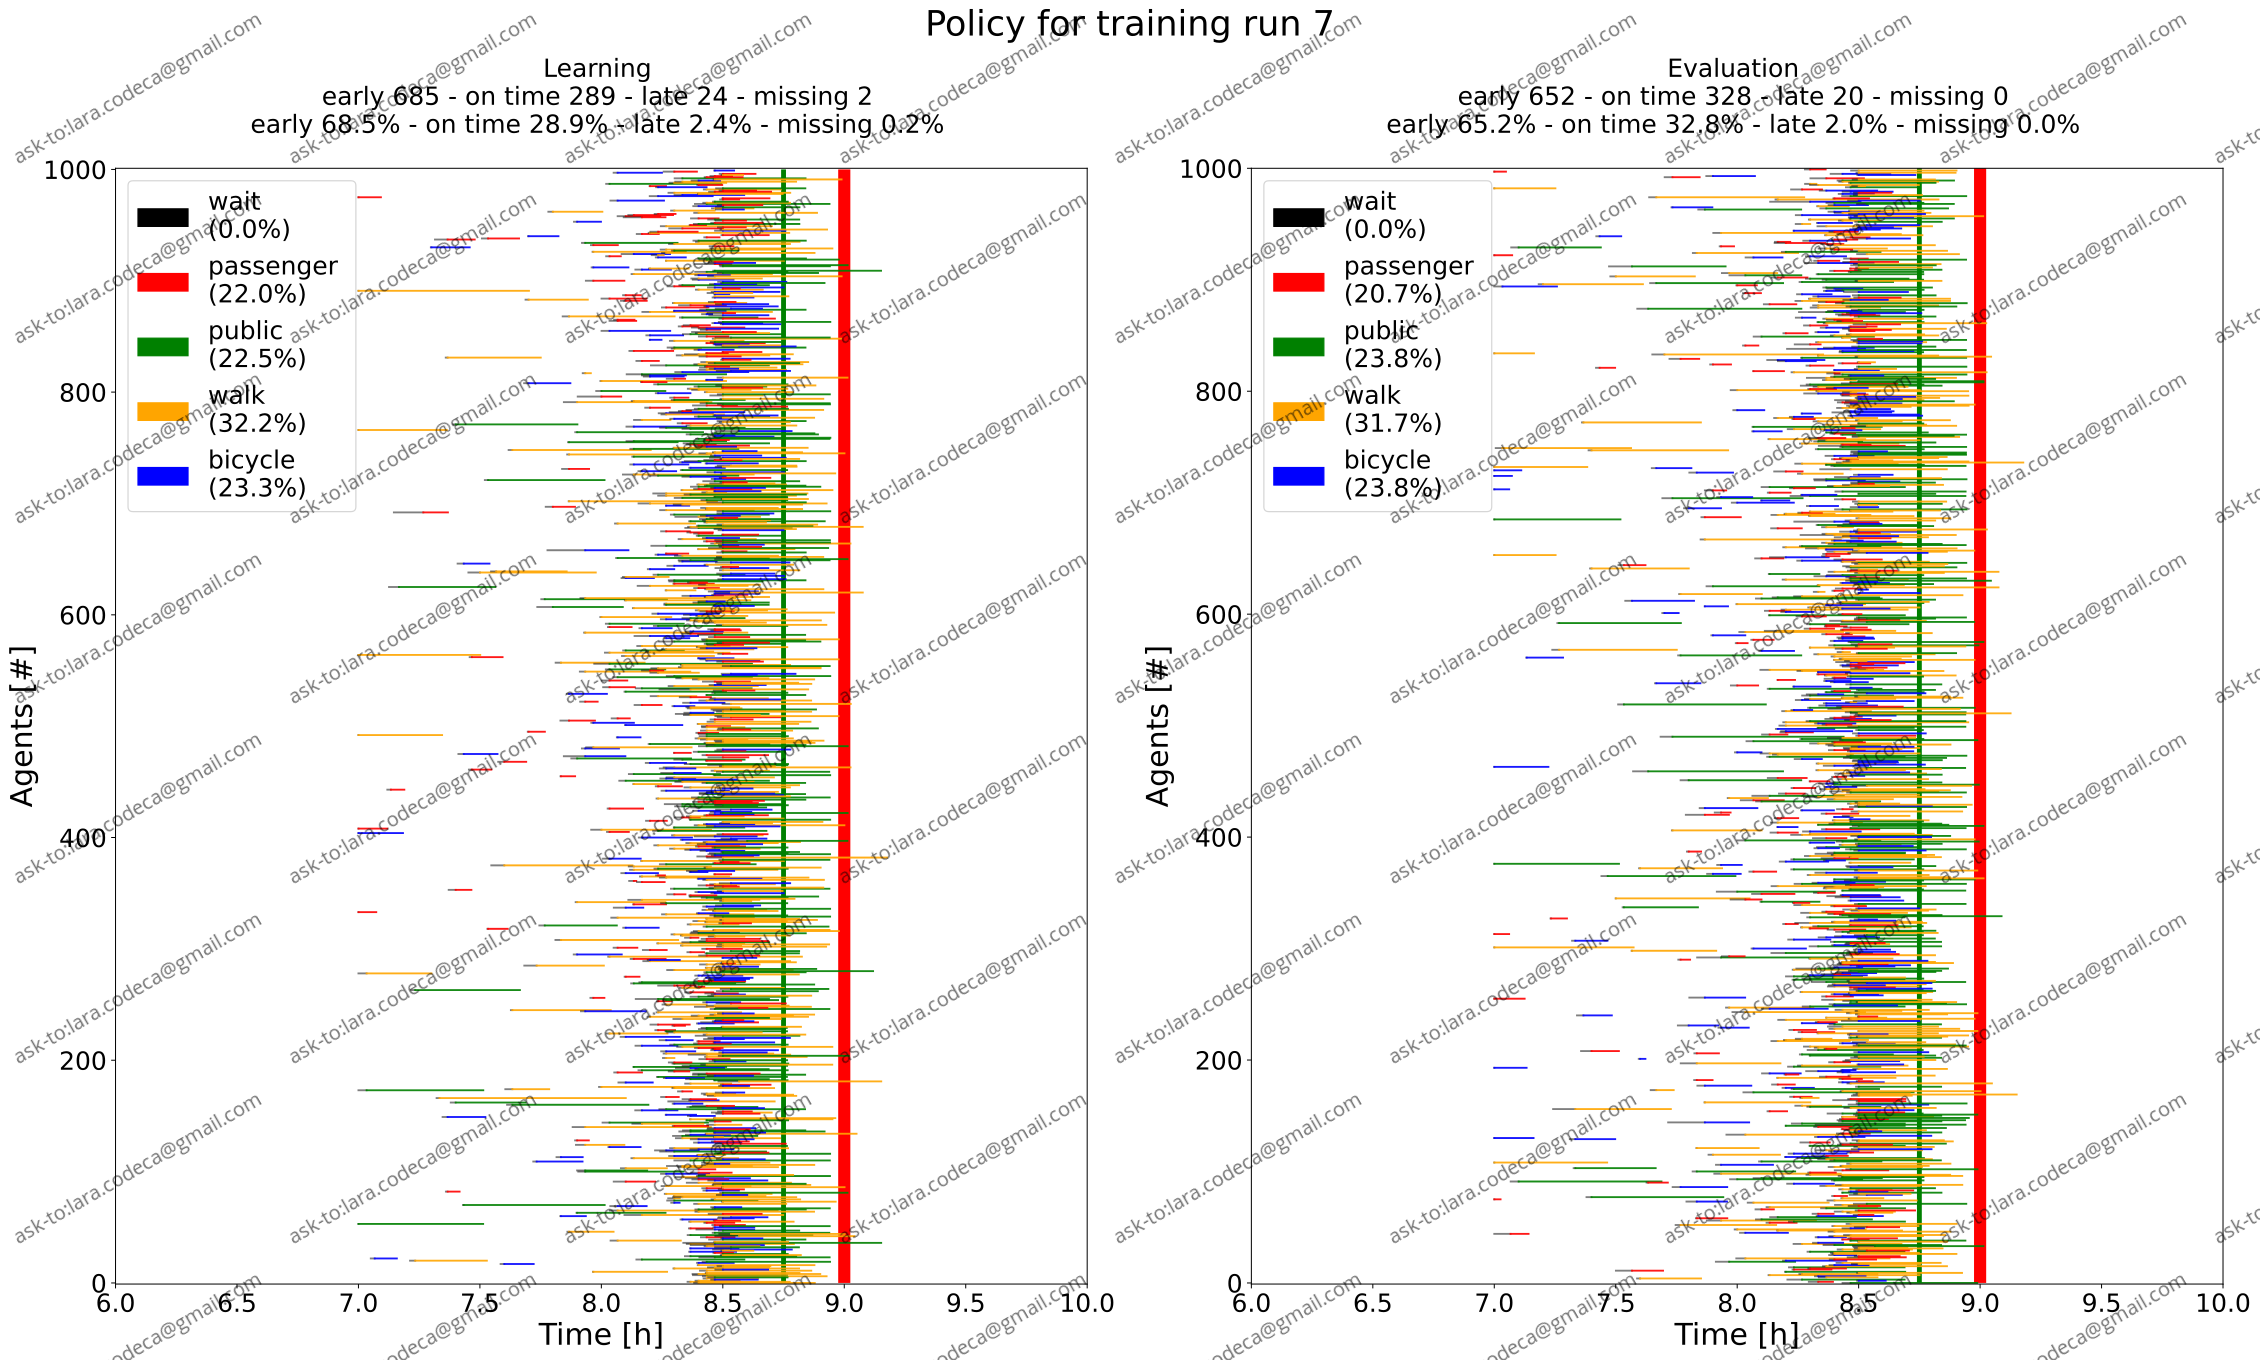 Policy for training run 7
Learning
early 685 - on time 289 - late 24 - missing 2
early 68.5% - on time 28.9% - late 2.4% - missing 0.2%
1000
800
600
400
200
0
Agents [#]
wait
(0.0%)
passenger
(22.0%)
public
(22.5%)
walk
(32.2%)
bicycle
(23.3%)
6.0 6.5 7.0 7.5 8.0 8.5 9.0 9.5 10.0
Time [h]
Evaluation
early 652 - on time 328 - late 20 - missing 0
early 65.2% - on time 32.8% - late 2.0% - missing 0.0%
1000
800
600
400
200
0
Agents [#]
wait
(0.0%)
passenger
(20.7%)
public
(23.8%)
walk
(31.7%)
bicycle
(23.8%)
6.0 6.5 7.0 7.5 8.0 8.5 9.0 9.5 10.0
Time [h]
ask-to:lara.codeca@gmail.com